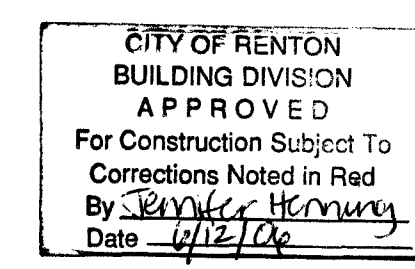 CITY OF RENTON
BUILDING DIVISION
APPROVED
For Construction Subject To
Corrections Noted in Red
By Jennifer Henning
Date 6/12/06